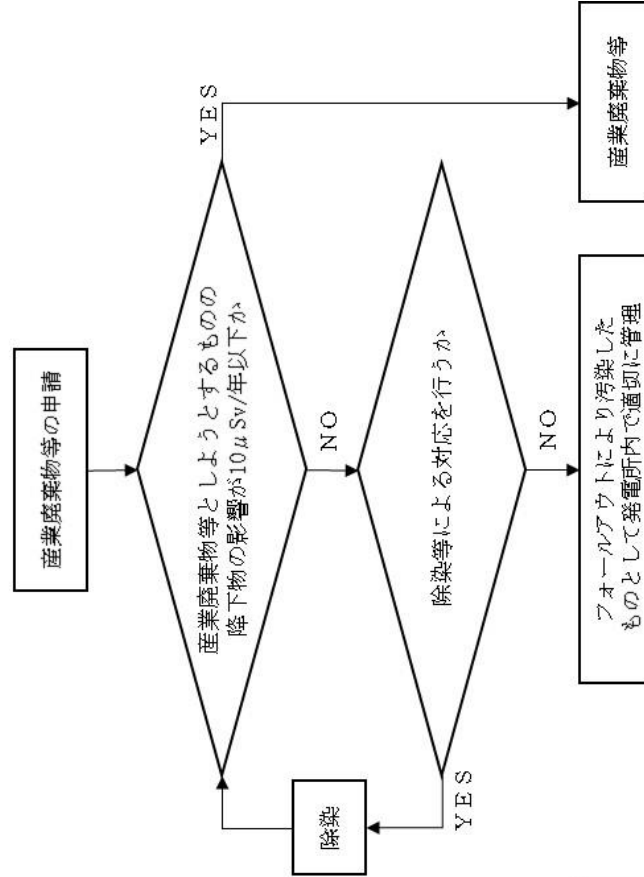 産業廃棄物等の申請
産業廃棄物等としようとするものの
降下物の影響が10μSv/年以下か
YES
NO
除染等による対応を行うか
YES
NO
除染
フォールアウトにより汚染した
ものとして発電所内で適切に管理
産業廃棄物等